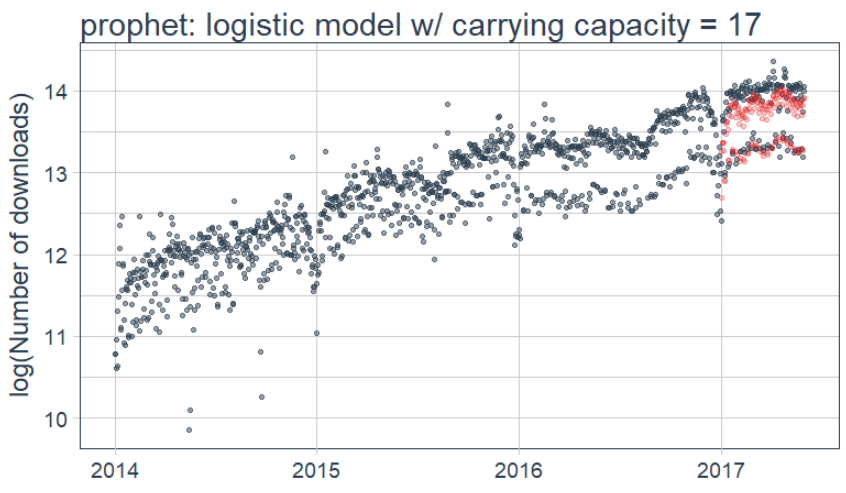 prophet: logistic model w/ carrying capacity = 17
log(Number of downloads)
14
13
12
11
10
2014 2015 2016 2017